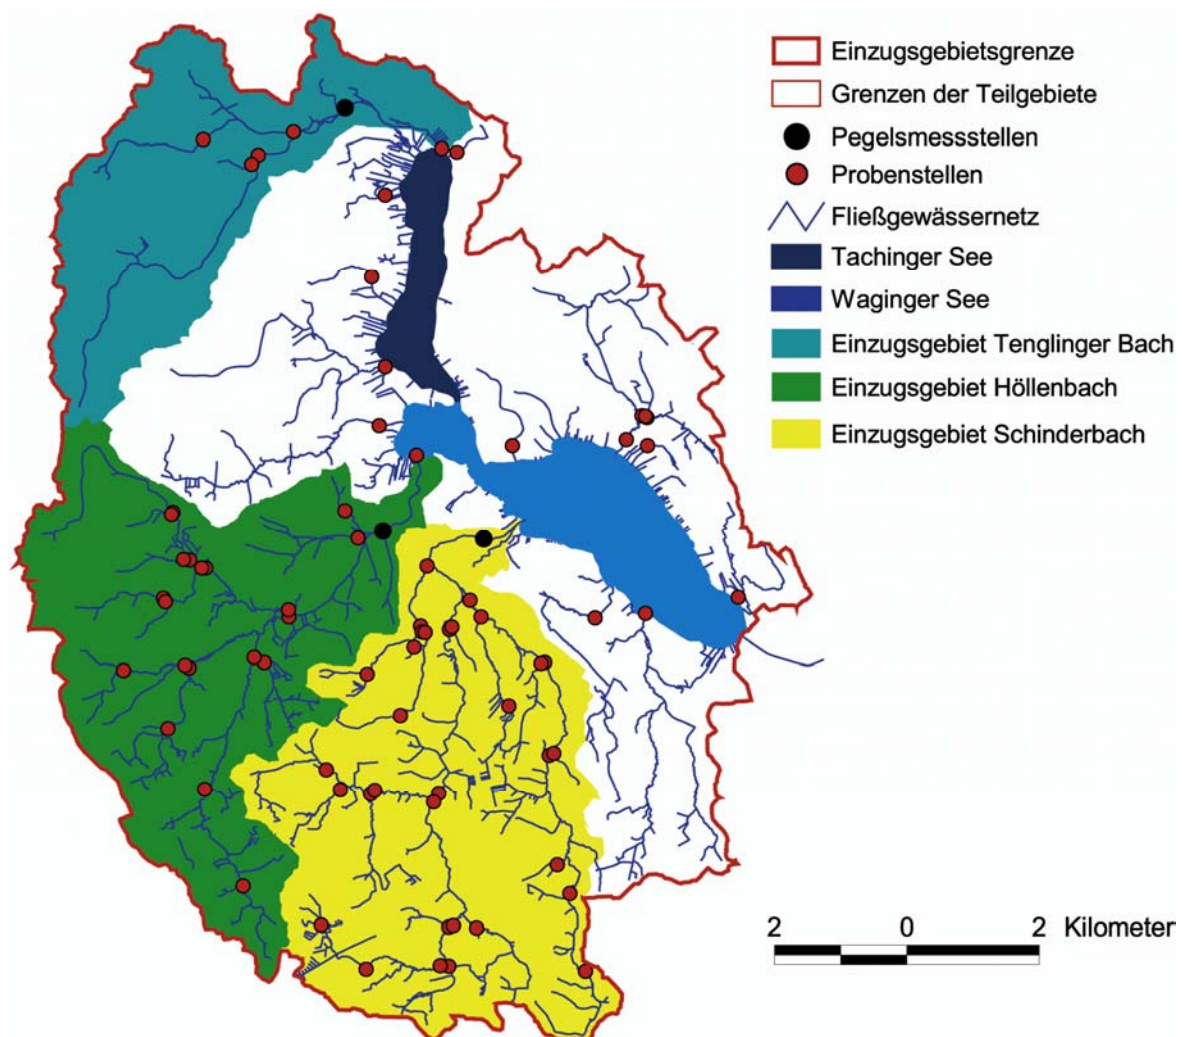 Einzugsgebietsgrenze
Grenzen der Teilgebiete
Pegelsmessstellen
Probenstellen
Fließgewässernetz
Tachinger See
Waginger See
Einzugsgebiet Tenglinger Bach
Einzugsgebiet Höllenbach
Einzugsgebiet Schinderbach
2 0 2 Kilometer